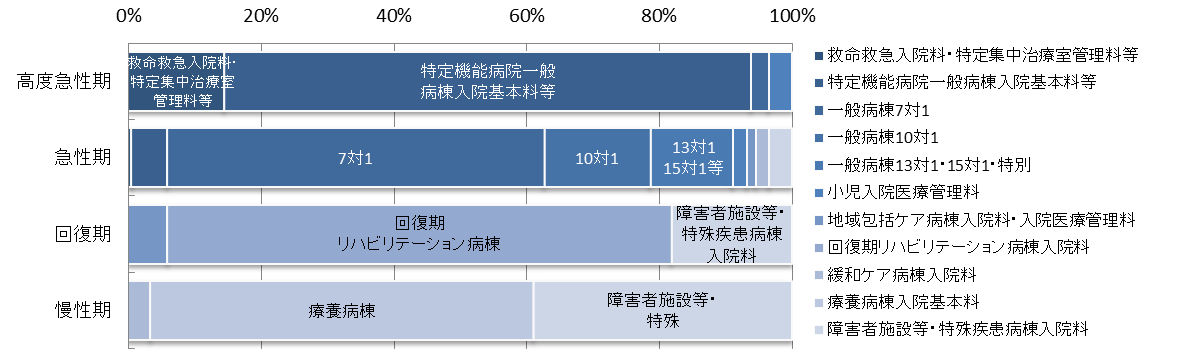 0% 20% 40% 60% 80% 100%
高度急性期
救命救急入院料・
特定集中治療室
管理料等
特定機能病院一般
病棟入院基本料等
急性期
7対1
10対1
13対1
15対1等
回復期
回復期
リハビリテーション病棟
障害者施設等・
特殊疾患病棟
入院料
慢性期
療養病棟
障害者施設等・
特殊
救命救急入院料・特定集中治療室管理料等
特定機能病院一般病棟入院基本料等
一般病棟7対1
一般病棟10対1
一般病棟13対1・15対1・特別
小児入院医療管理料
地域包括ケア病棟入院料・入院医療管理料
回復期リハビリテーション病棟入院料
緩和ケア病棟入院料
療養病棟入院基本料
障害者施設等・特殊疾患病棟入院料